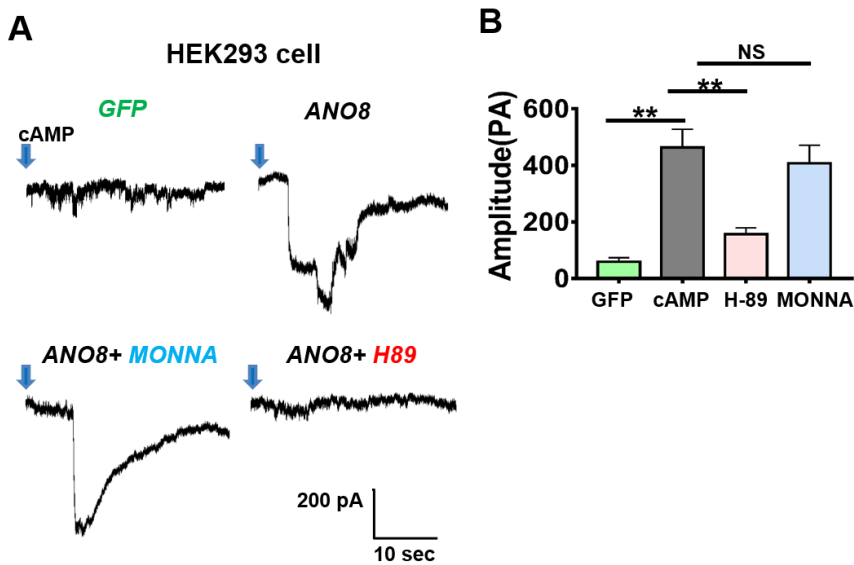 A
HEK293 cell
GFP
ANO8
cAMP
ANO8+ MONNA
ANO8+ H89
200 pA
10 sec
B
NS
**
**
Amplitude(PA)
600
400
200
0
GFP cAMP H-89 MONNA